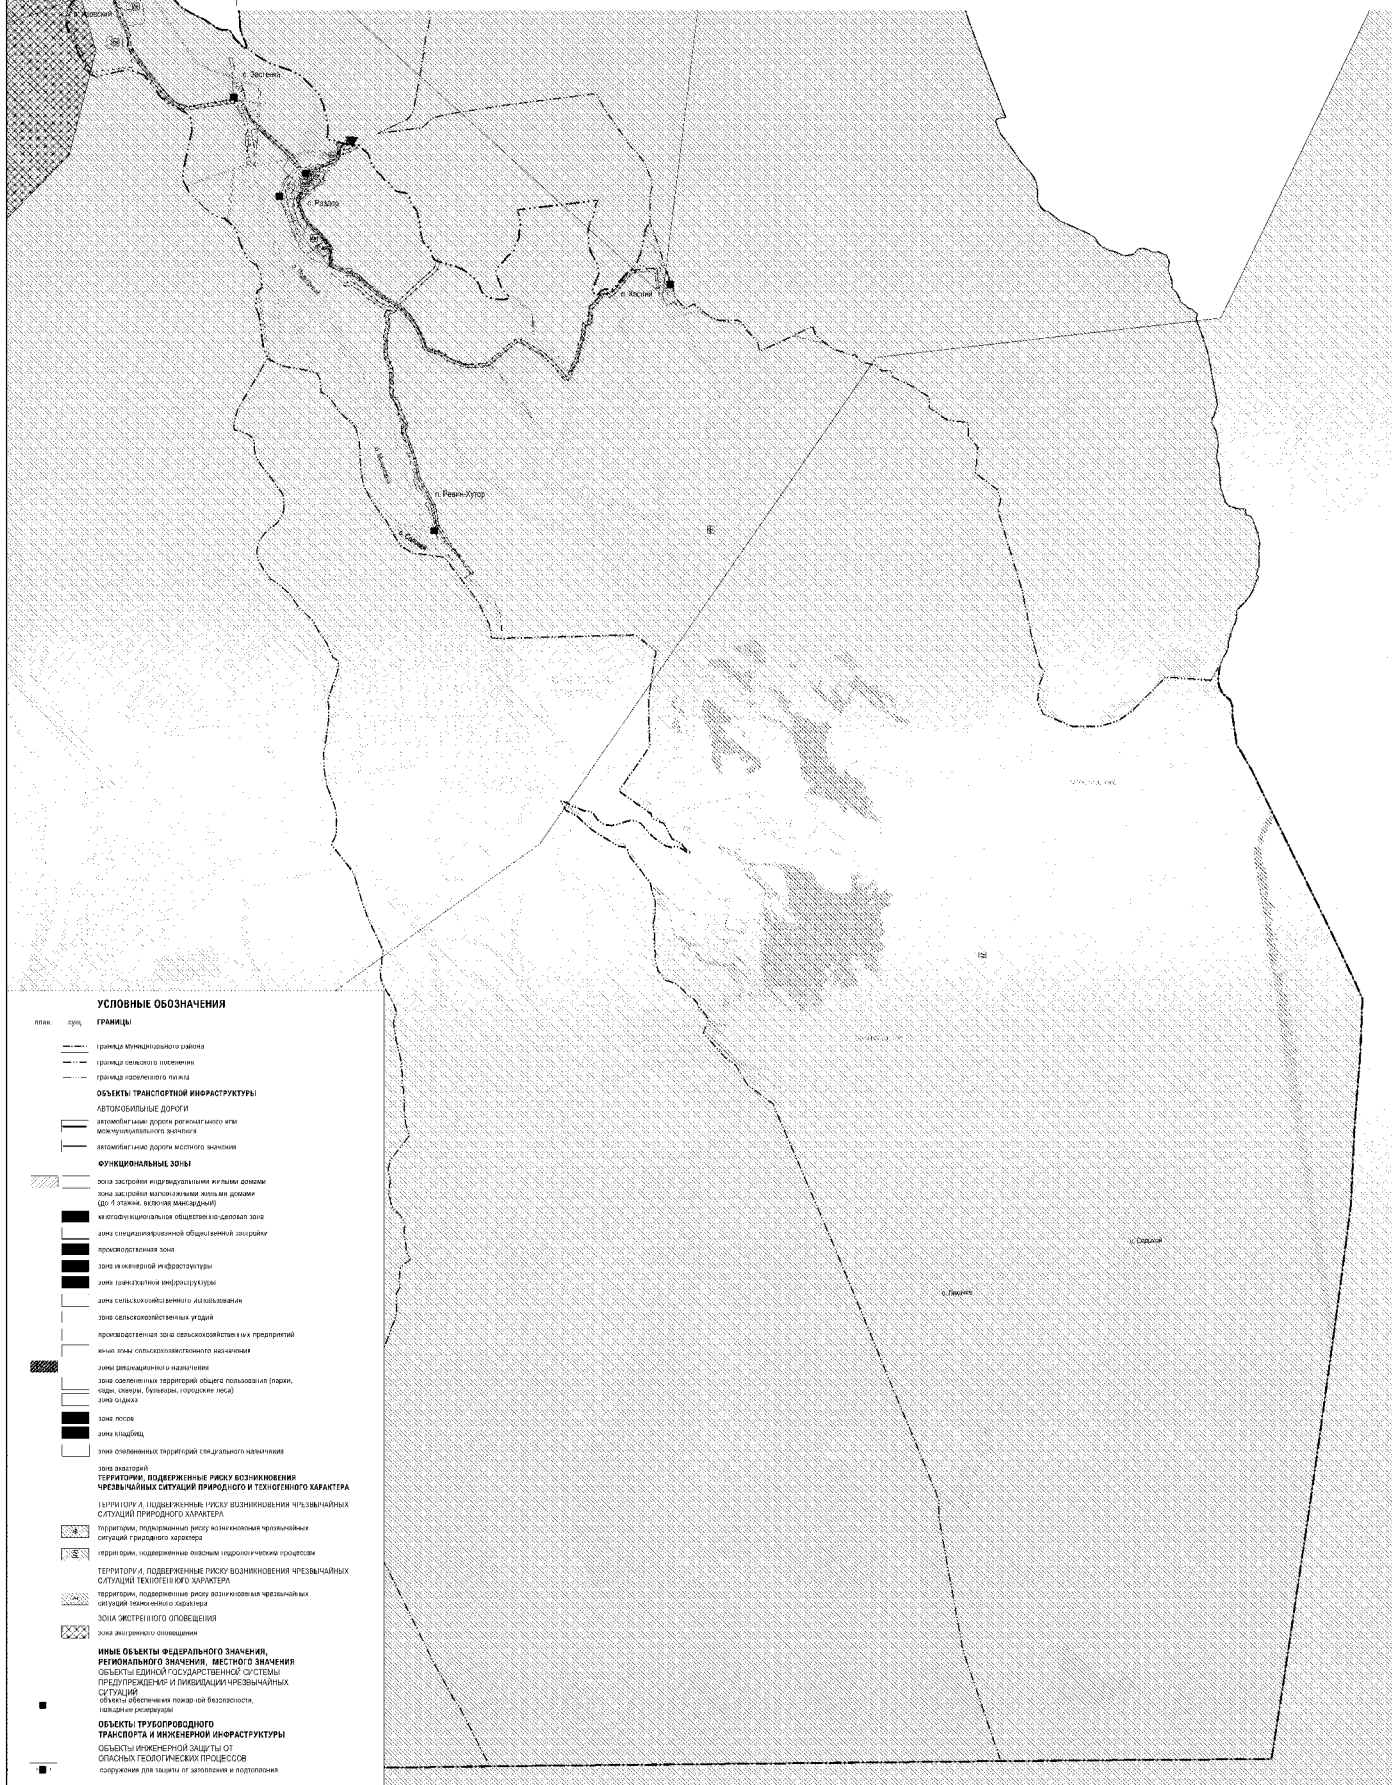 с. Застенка
с. Раздор
п. Каспий
п. Ревин-Хутор
УСЛОВНЫЕ ОБОЗНАЧЕНИЯ
план. сущ. ГРАНИЦЫ
граница муниципального района
граница сельского поселения
граница населенного пункта
ОБЪЕКТЫ ТРАНСПОРТНОЙ ИНФРАСТРУКТУРЫ
АВТОМОБИЛЬНЫЕ ДОРОГИ
автомобильные дороги регионального или
межмуниципального значения
автомобильные дороги местного значения
ФУНКЦИОНАЛЬНЫЕ ЗОНЫ
зона застройки индивидуальными жилыми домами
зона застройки малоэтажными жилыми домами
(до 4 этажей, включая мансардный)
многофункциональная общественно-деловая зона
зона специализированной общественной застройки
производственная зона
зона инженерной инфраструктуры
зона транспортной инфраструктуры
зона сельскохозяйственного использования
зона сельскохозяйственных угодий
производственная зона сельскохозяйственных предприятий
иные зоны сельскохозяйственного назначения
зоны рекреационного назначения
зона озелененных территорий общего пользования (парки,
сады, скверы, бульвары, городские леса)
зона отдыха
зона лесов
зона кладбищ
зона озелененных территорий специального назначения
зона акваторий
ТЕРРИТОРИИ, ПОДВЕРЖЕННЫЕ РИСКУ ВОЗНИКНОВЕНИЯ
ЧРЕЗВЫЧАЙНЫХ СИТУАЦИЙ ПРИРОДНОГО И ТЕХНОГЕННОГО ХАРАКТЕРА
ТЕРРИТОРИИ, ПОДВЕРЖЕННЫЕ РИСКУ ВОЗНИКНОВЕНИЯ ЧРЕЗВЫЧАЙНЫХ
СИТУАЦИЙ ПРИРОДНОГО ХАРАКТЕРА
территории, подверженные риску возникновения чрезвычайных
ситуаций природного характера
территории, подверженные опасным гидрологическим процессам
ТЕРРИТОРИИ, ПОДВЕРЖЕННЫЕ РИСКУ ВОЗНИКНОВЕНИЯ ЧРЕЗВЫЧАЙНЫХ
СИТУАЦИЙ ТЕХНОГЕННОГО ХАРАКТЕРА
территории, подверженные риску возникновения чрезвычайных
ситуаций техногенного характера
ЗОНА ЭКСТРЕННОГО ОПОВЕЩЕНИЯ
зона экстренного оповещения
ИНЫЕ ОБЪЕКТЫ ФЕДЕРАЛЬНОГО ЗНАЧЕНИЯ,
РЕГИОНАЛЬНОГО ЗНАЧЕНИЯ, МЕСТНОГО ЗНАЧЕНИЯ
ОБЪЕКТЫ ЕДИНОЙ ГОСУДАРСТВЕННОЙ СИСТЕМЫ
ПРЕДУПРЕЖДЕНИЯ И ЛИКВИДАЦИИ ЧРЕЗВЫЧАЙНЫХ
СИТУАЦИЙ
объекты обеспечения пожарной безопасности,
пожарные резервуары
ОБЪЕКТЫ ТРУБОПРОВОДНОГО
ТРАНСПОРТА И ИНЖЕНЕРНОЙ ИНФРАСТРУКТУРЫ
ОБЪЕКТЫ ИНЖЕНЕРНОЙ ЗАЩИТЫ ОТ
ОПАСНЫХ ГЕОЛОГИЧЕСКИХ ПРОЦЕССОВ
сооружения для защиты от затопления и подтопления